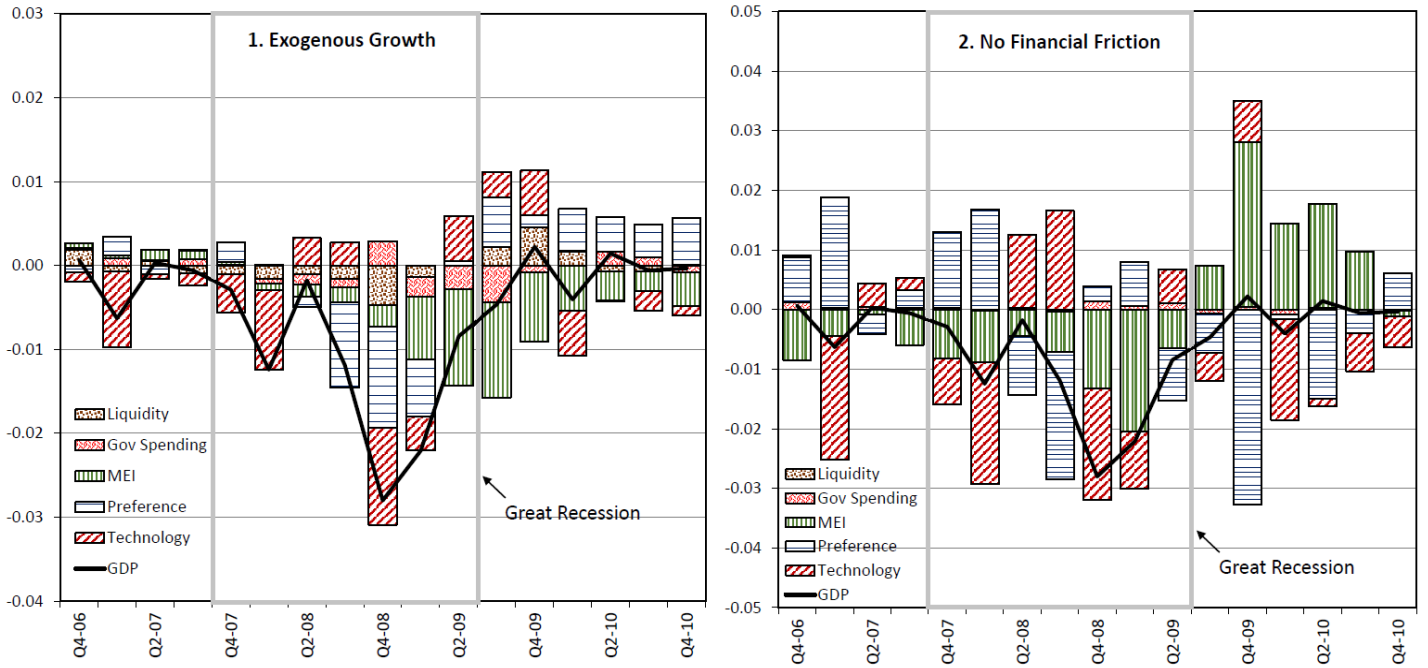 1. Exogenous Growth
0.03
0.02
0.01
0.00
-0.01
-0.02
-0.03
-0.04
Liquidity
Gov Spending
MEI
Preference
Technology
GDP
Great Recession
Q4-06
Q2-07
Q4-07
Q2-08
Q4-08
Q2-09
Q4-09
Q2-10
Q4-10
2. No Financial Friction
0.05
0.04
0.03
0.02
0.01
0.00
-0.01
-0.02
-0.03
-0.04
-0.05
Liquidity
Gov Spending
MEI
Preference
Technology
GDP
Great Recession
Q4-06
Q2-07
Q4-07
Q2-08
Q4-08
Q2-09
Q4-09
Q2-10
Q4-10